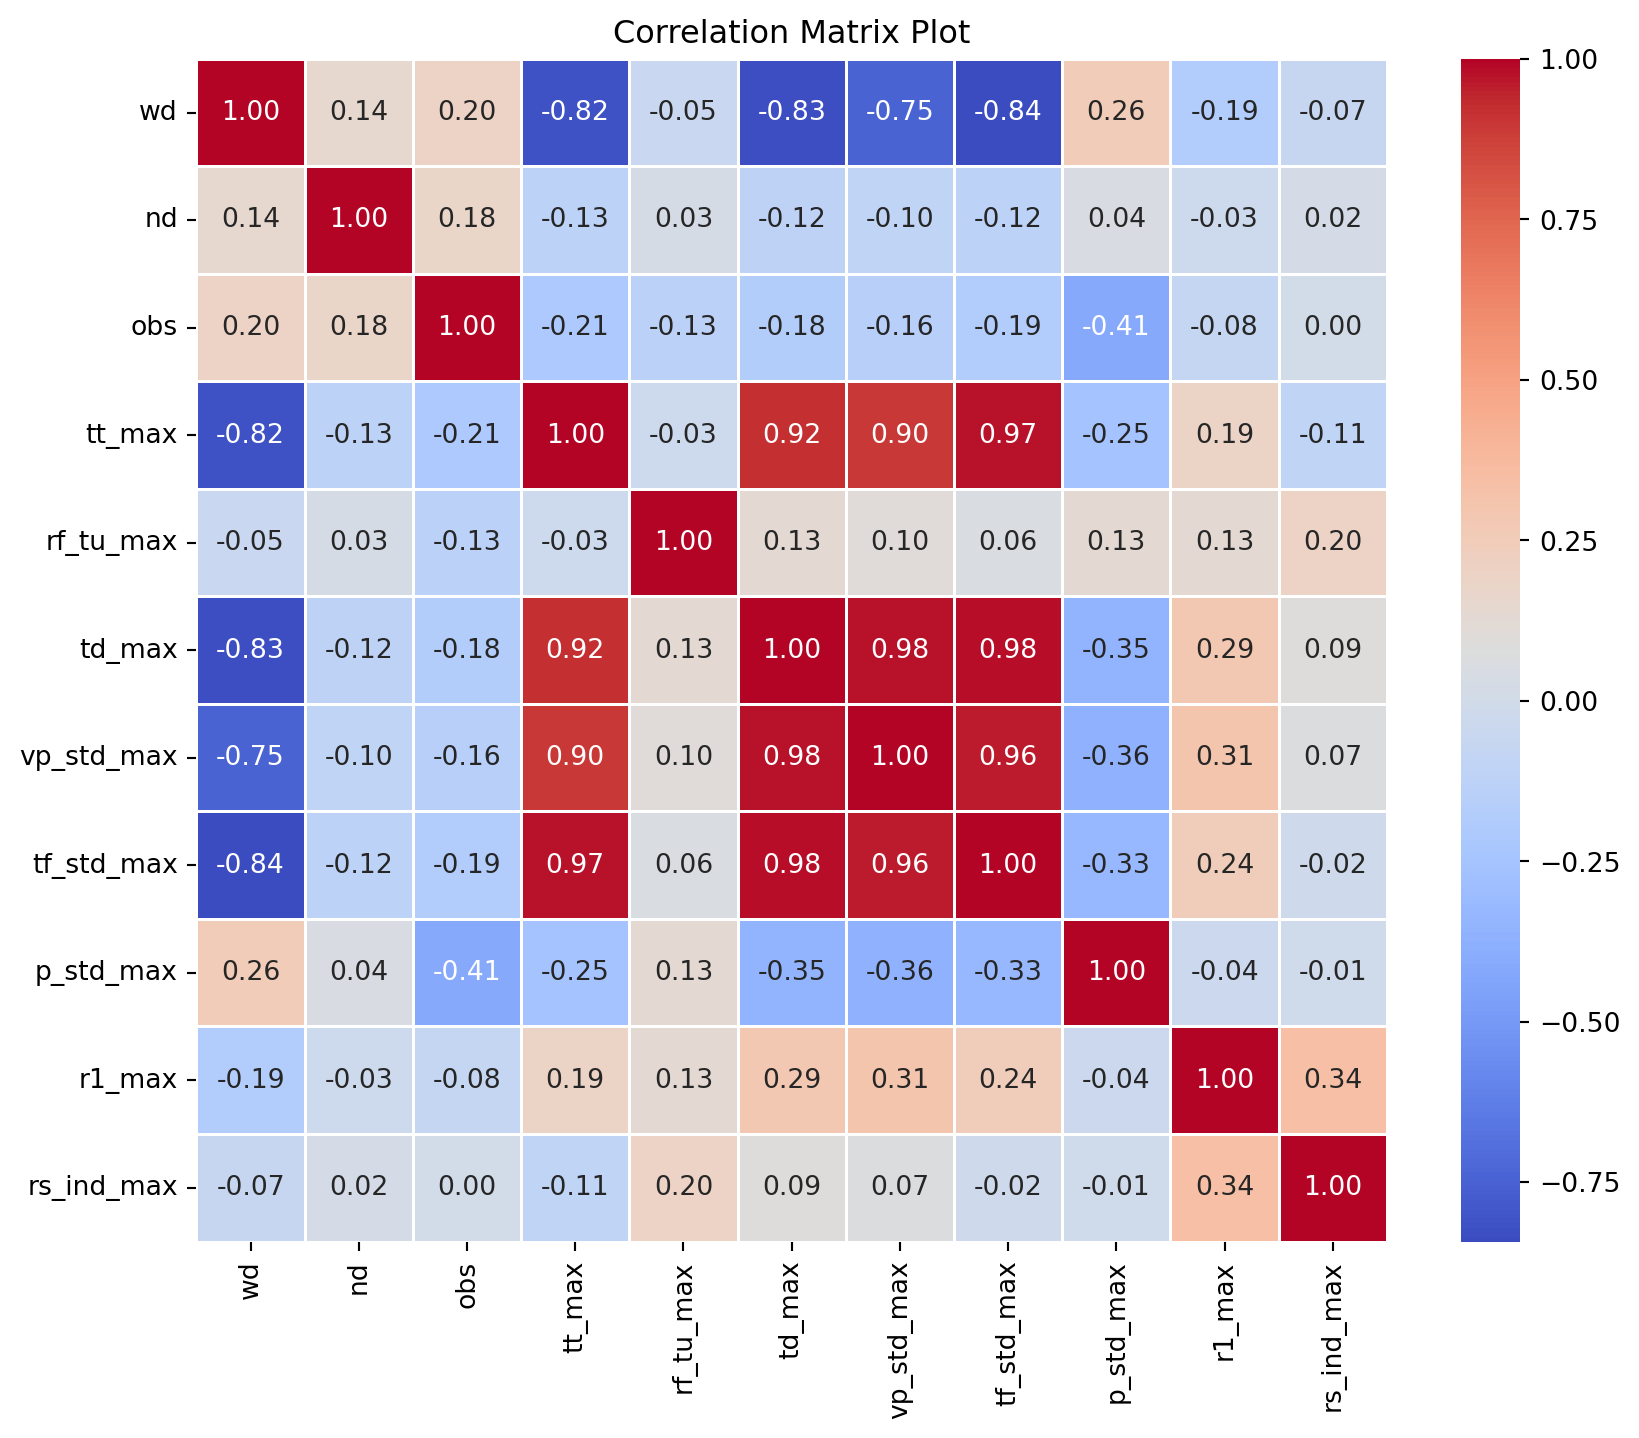 Correlation Matrix Plot
wd 1.00 0.14 0.20 -0.82 -0.05 -0.83 -0.75 -0.84 0.26 -0.19 -0.07
nd 0.14 1.00 0.18 -0.13 0.03 -0.12 -0.10 -0.12 0.04 -0.03 0.02
obs 0.20 0.18 1.00 -0.21 -0.13 -0.18 -0.16 -0.19 -0.41 -0.08 0.00
tt_max -0.82 -0.13 -0.21 1.00 -0.03 0.92 0.90 0.97 -0.25 0.19 -0.11
rf_tu_max -0.05 0.03 -0.13 -0.03 1.00 0.13 0.10 0.06 0.13 0.13 0.20
td_max -0.83 -0.12 -0.18 0.92 0.13 1.00 0.98 0.98 -0.35 0.29 0.09
vp_std_max -0.75 -0.10 -0.16 0.90 0.10 0.98 1.00 0.96 -0.36 0.31 0.07
tf_std_max -0.84 -0.12 -0.19 0.97 0.06 0.98 0.96 1.00 -0.33 0.24 -0.02
p_std_max 0.26 0.04 -0.41 -0.25 0.13 -0.35 -0.36 -0.33 1.00 -0.04 -0.01
r1_max -0.19 -0.03 -0.08 0.19 0.13 0.29 0.31 0.24 -0.04 1.00 0.34
rs_ind_max -0.07 0.02 0.00 -0.11 0.20 0.09 0.07 -0.02 -0.01 0.34 1.00
wd nd obs tt_max rf_tu_max td_max vp_std_max tf_std_max p_std_max r1_max rs_ind_max
1.00
0.75
0.50
0.25
0.00
−0.25
−0.50
−0.75